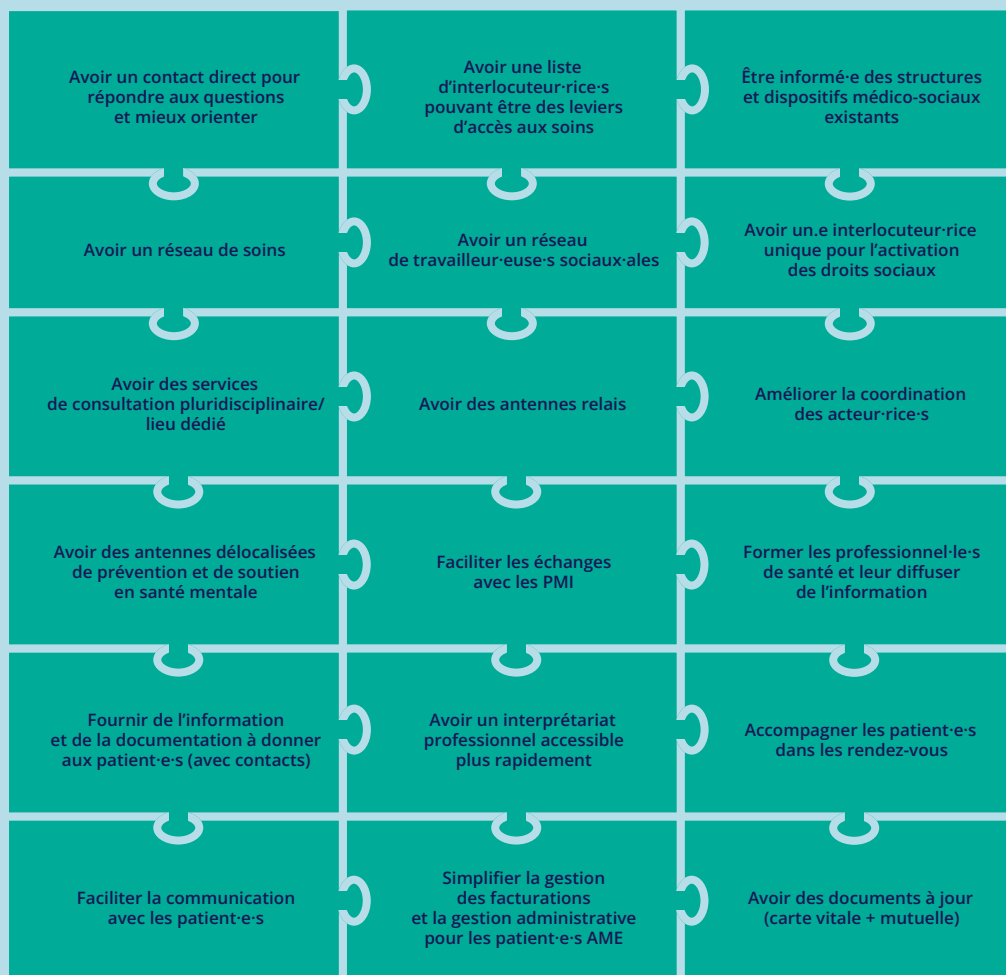 Avoir un contact direct pour
répondre aux questions
et mieux orienter
Avoir une liste
d'interlocuteur·rice·s
pouvant être des leviers
d'accès aux soins
Être informé·e des structures
et dispositifs médico-sociaux
existants
Avoir un réseau de soins
Avoir un réseau
de travailleur·euse·s sociaux·ales
Avoir un.e interlocuteur·rice
unique pour l'activation
des droits sociaux
Avoir des services
de consultation pluridisciplinaire/
lieu dédié
Avoir des antennes relais
Améliorer la coordination
des acteur·rice·s
Avoir des antennes délocalisées
de prévention et de soutien
en santé mentale
Faciliter les échanges
avec les PMI
Former les professionnel·le·s
de santé et leur diffuser
de l'information
Fournir de l'information
et de la documentation à donner
aux patient·e·s (avec contacts)
Avoir un interprétariat
professionnel accessible
plus rapidement
Accompagner les patient·e·s
dans les rendez-vous
Faciliter la communication
avec les patient·e·s
Simplifier la gestion
des facturations
et la gestion administrative
pour les patient·e·s AME
Avoir des documents à jour
(carte vitale + mutuelle)